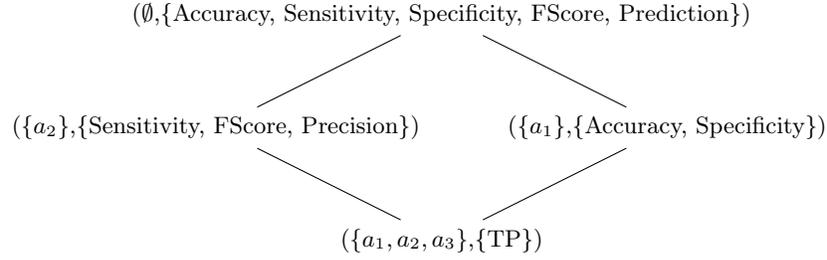 (∅,{Accuracy, Sensitivity, Specificity, FScore, Prediction})
({a₂},{Sensitivity, FScore, Precision}) ({a₁},{Accuracy, Specificity})
({a₁, a₂, a₃},{TP})